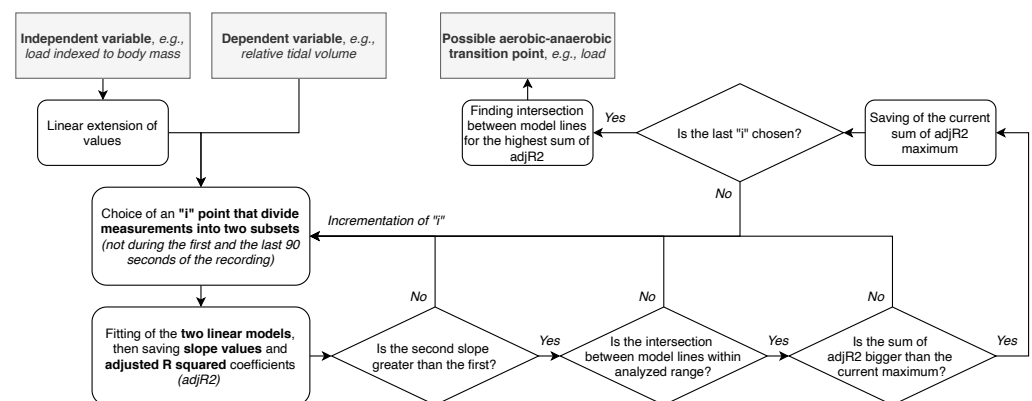 Independent variable, e.g.,
load indexed to body mass
Dependent variable, e.g.,
relative tidal volume
Possible aerobic-anaerobic
transition point, e.g., load
Linear extension of
values
Finding intersection
between model lines
for the highest sum of
adjR2
Yes
Is the last "i" chosen?
Saving of the current
sum of adjR2
maximum
No
Choice of an "i" point that divide
measurements into two subsets
(not during the first and the last 90
seconds of the recording)
Incrementation of "i"
No
No
No
Fitting of the two linear models,
then saving slope values and
adjusted R squared coefficients
(adjR2)
Is the second slope
greater than the first?
Yes
Is the intersection
between model lines within
analyzed range?
Yes
Is the sum of
adjR2 bigger than the
current maximum?
Yes